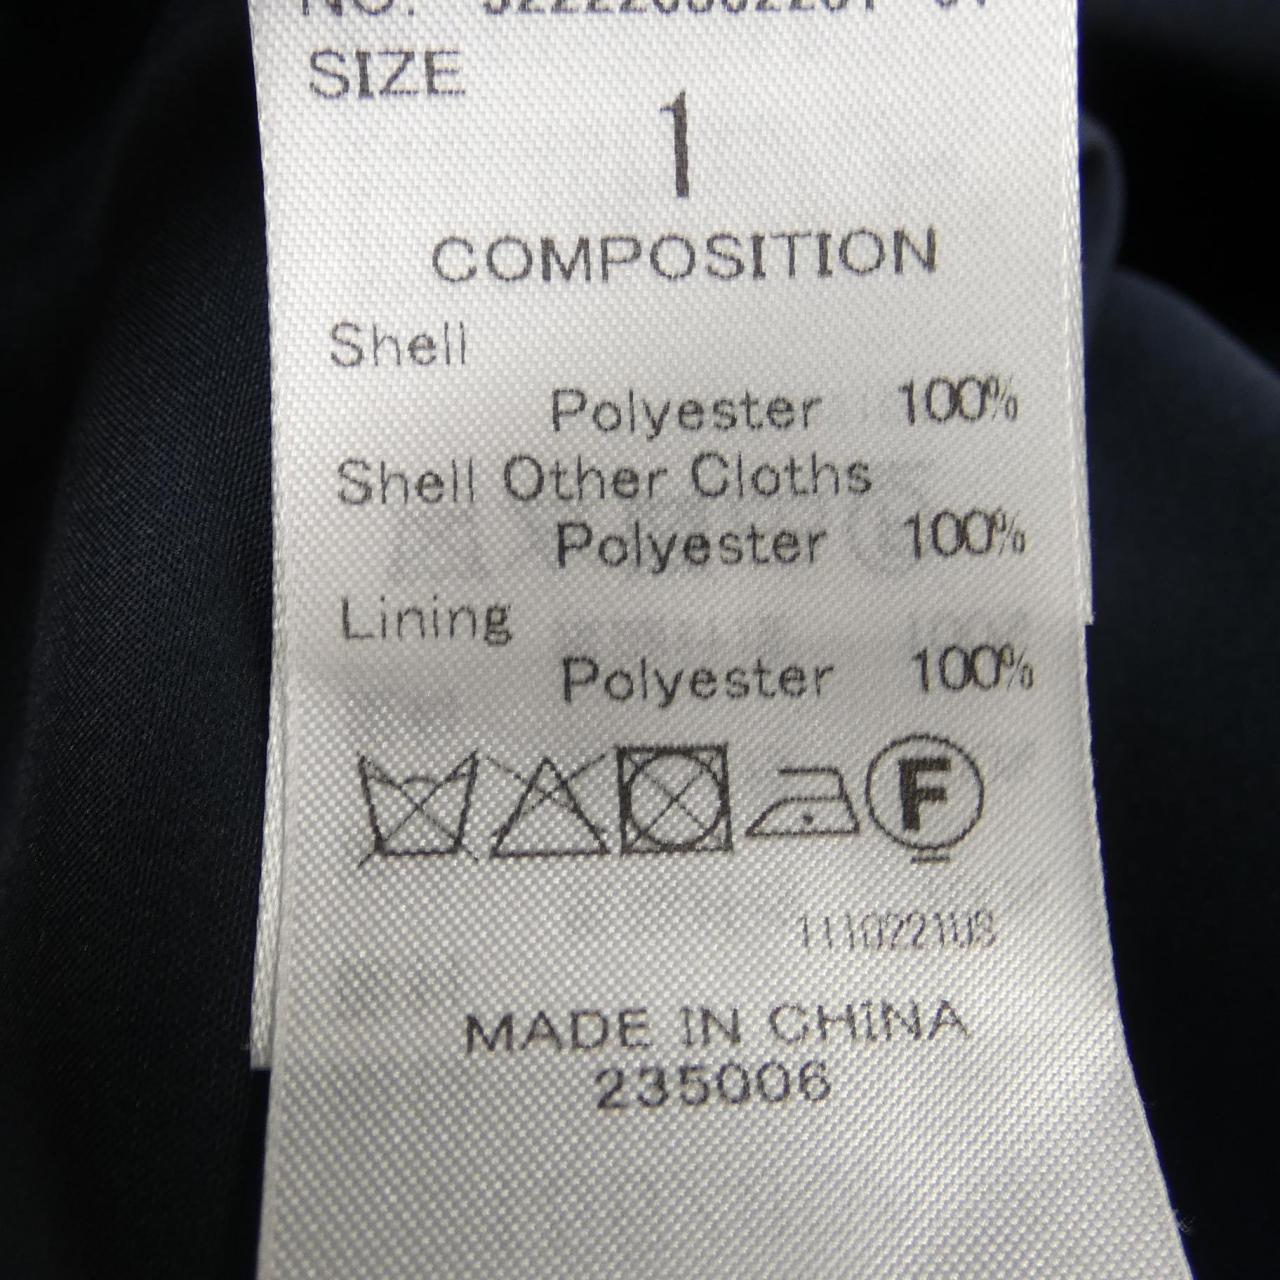 SIZE
1
COMPOSITION
Shell
Polyester 100%
Shell Other Cloths
Polyester 100%
Lining
Polyester 100%
F
MADE IN CHINA
235006